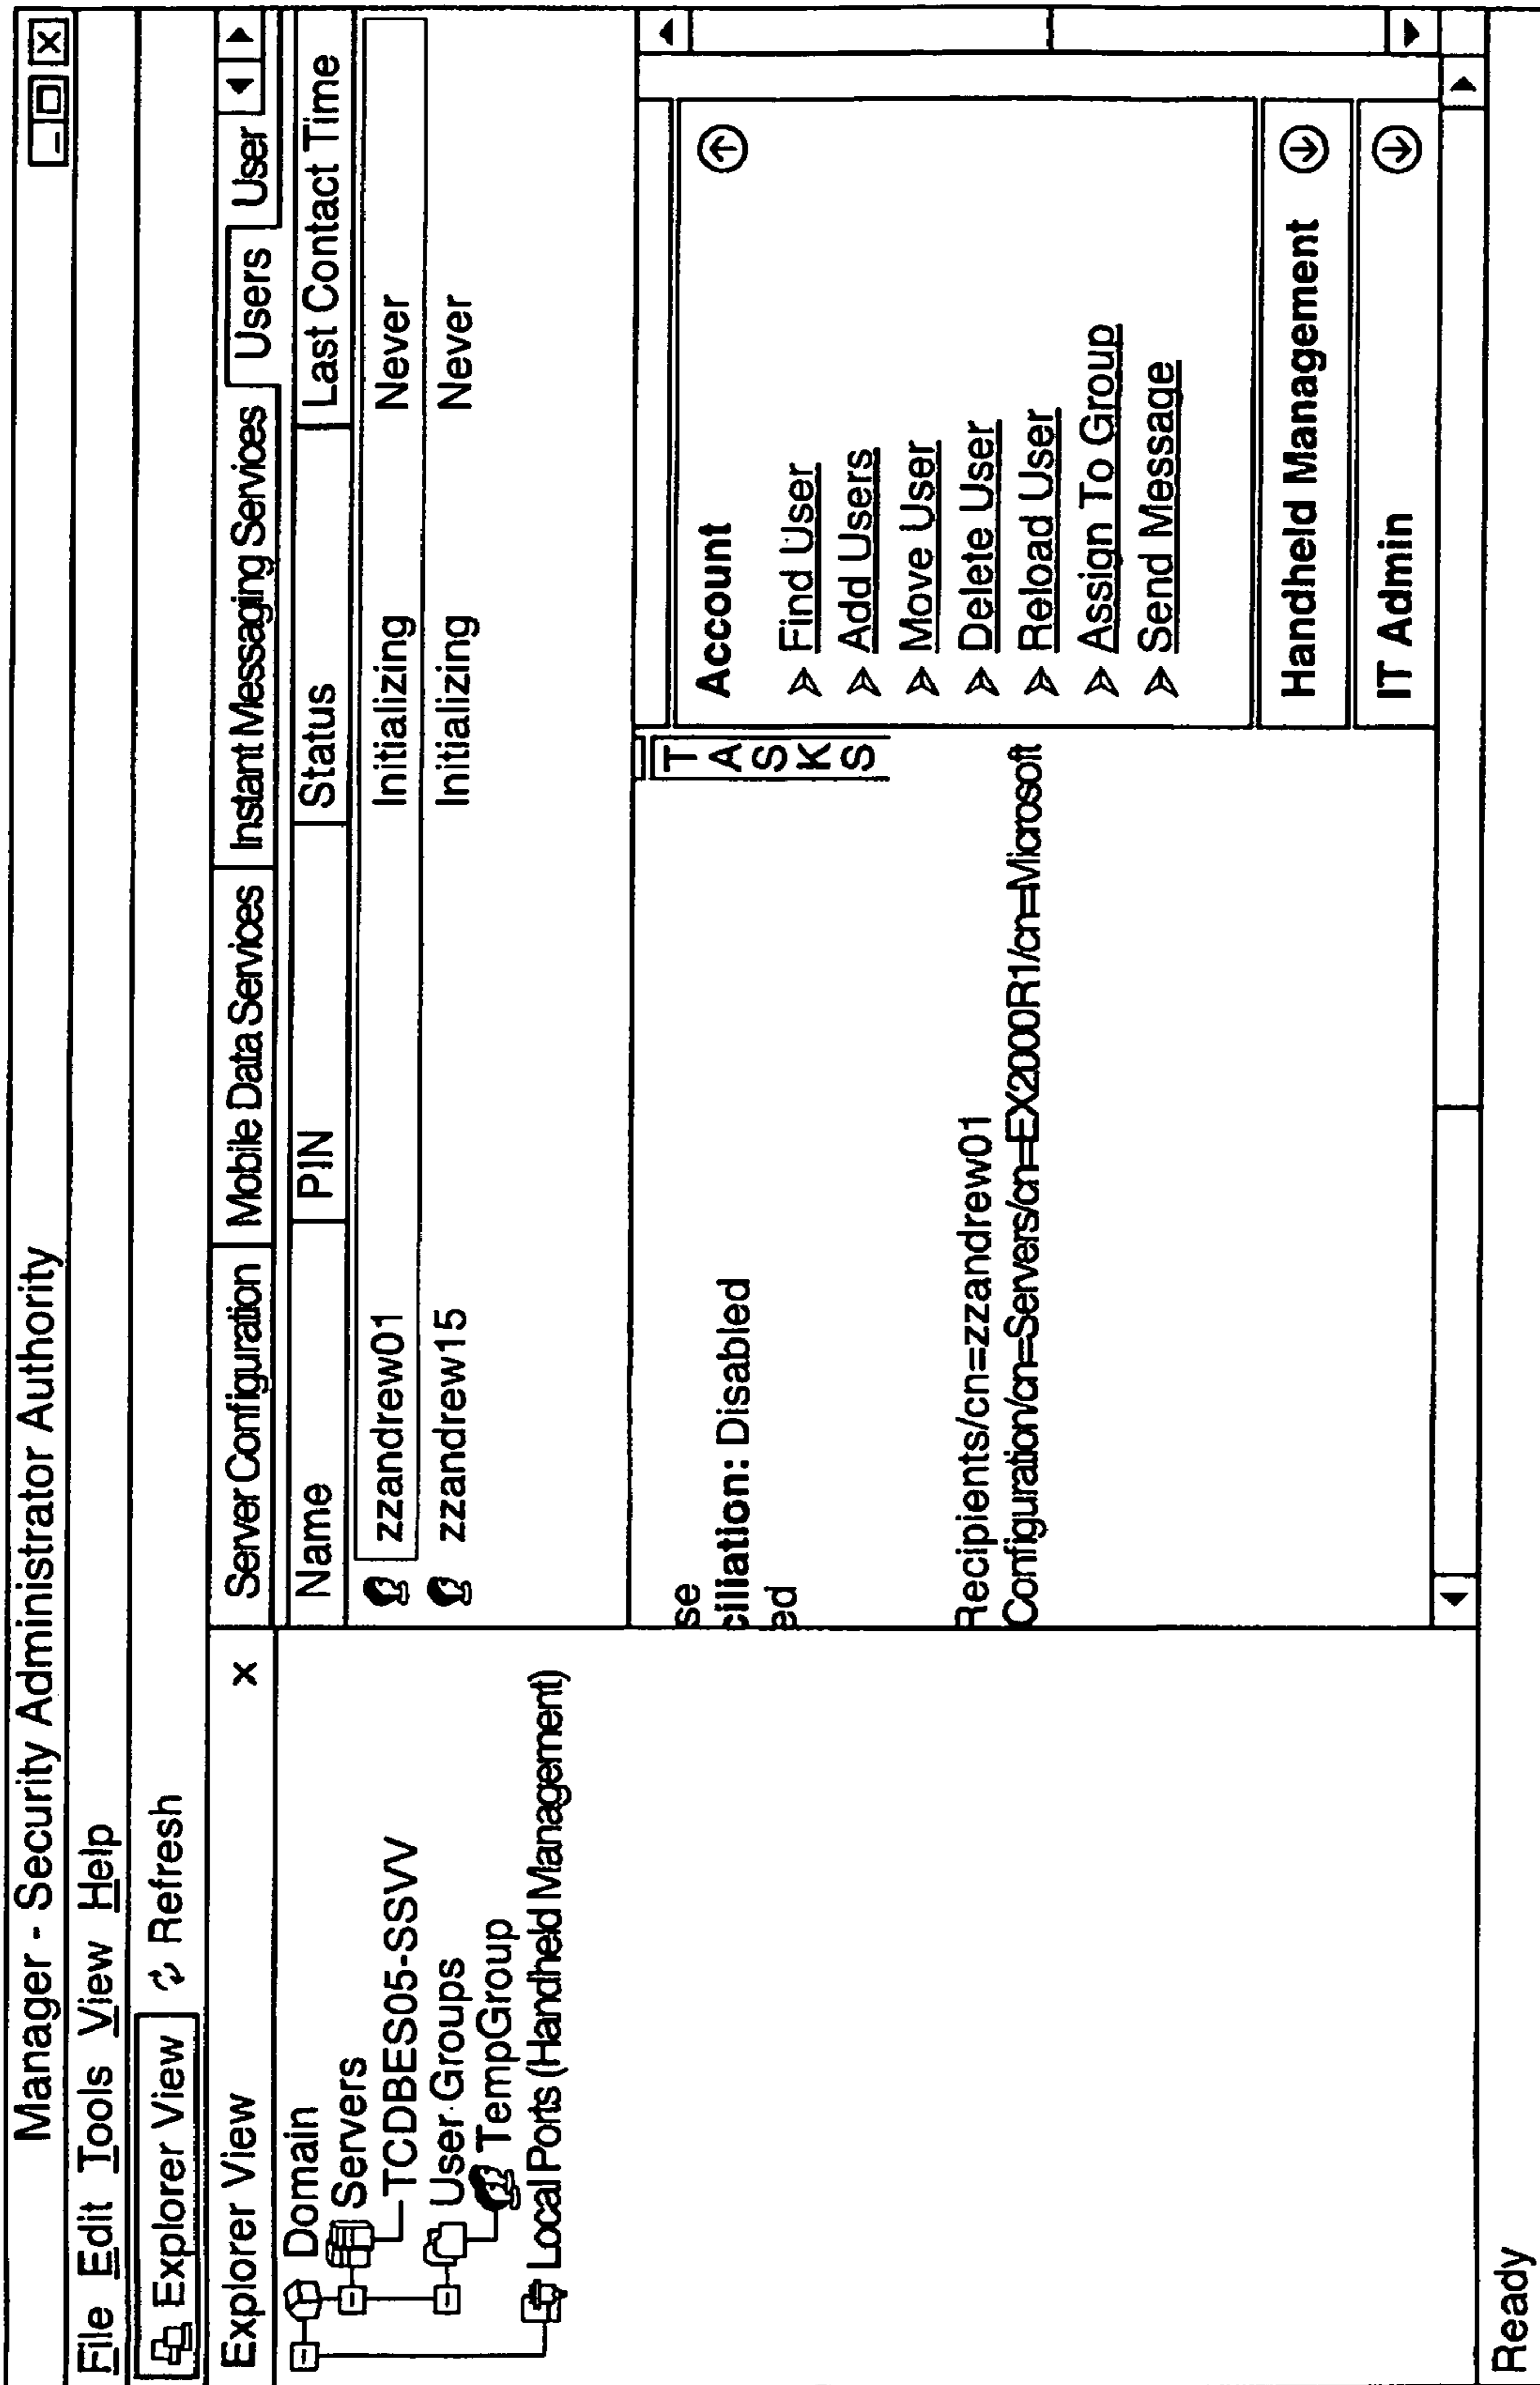 Manager - Security Administrator Authority
File Edit Tools View Help
Explorer View Refresh
Explorer View x
Domain
Servers
TCDBES05-SSVV
User Groups
TempGroup
Local Ports (Handheld Management)
Server Configuration Mobile Data Services Instant Messaging Services Users User
Name PIN Status Last Contact Time
zzandrew01 Initializing Never
zzandrew15 Initializing Never
se
ciliation: Disabled
ed
Recipients/cn=zzandrew01
Configuration/cn=Servers/cn=EX2000R1/cn=Microsoft
TASKS
Account
Find User
Add Users
Move User
Delete User
Reload User
Assign To Group
Send Message
Handheld Management
IT Admin
Ready